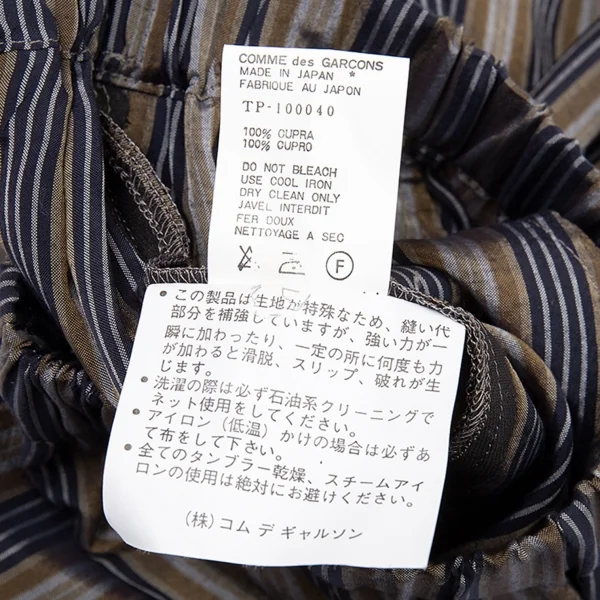 COMME des GARCONS
MADE IN JAPAN *
FABRIQUE AU JAPON
TP-100040
100% CUPRA
100% CUPRO
DO NOT BLEACH
USE COOL IRON
DRY CLEAN ONLY
JAVEL INTERDIT
FER DOUX
NETTOYAGE A SEC
F
・この製品は生地が特殊なため、縫い代
部分を補強していますが、強い力が一
瞬に加わったり、一定の所に何度も力
が加わると滑脱、スリップ、破れが生
じます。
・洗濯の際は必ず石油系クリーニングで
ネット使用をしてください。
・アイロン（低温）かけの場合は必ずあ
て布をして下さい。
・全てのタンブラー乾燥、スチームアイ
ロンの使用は絶対にお避けください。
（株）コム デ ギャルソン